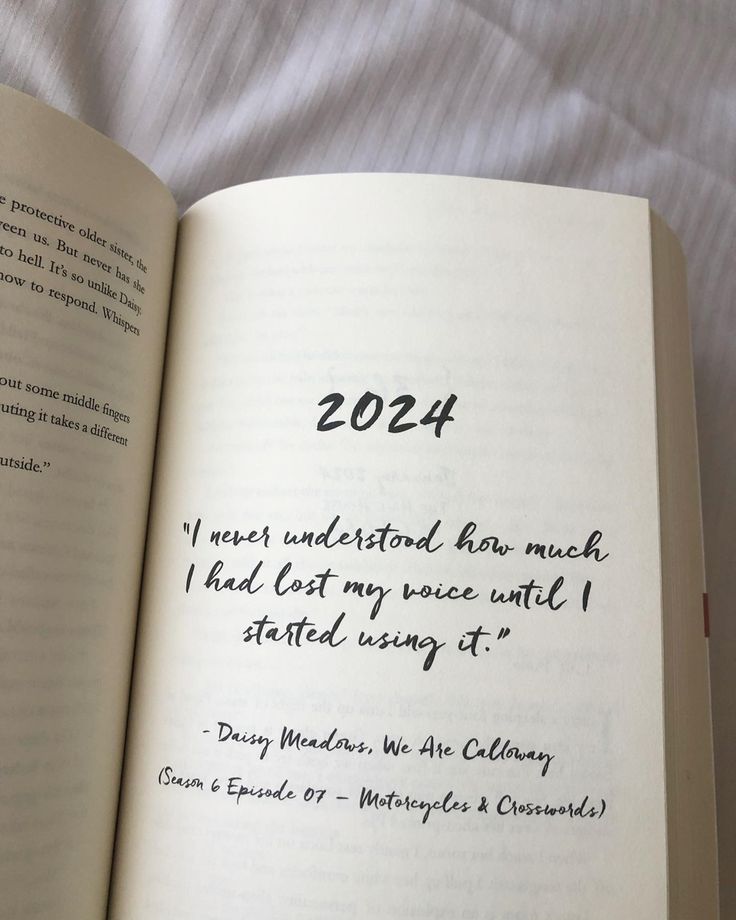 e protective older sister, the
ween us. But never has she
to hell. It's so unlike Daisy.
how to respond. Whispers
out some middle fingers
uting it takes a different
utside."
2024
"I never understood how much
I had lost my voice until I
started using it."
- Daisy Meadows, We Are Calloway
(Season 6 Episode 07 – Motorcycles & Crosswords)